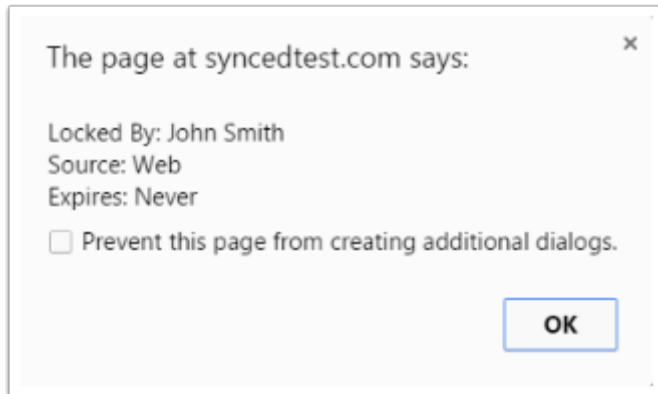 The page at syncedtest.com says:
×
Locked By: John Smith
Source: Web
Expires: Never
Prevent this page from creating additional dialogs.
OK